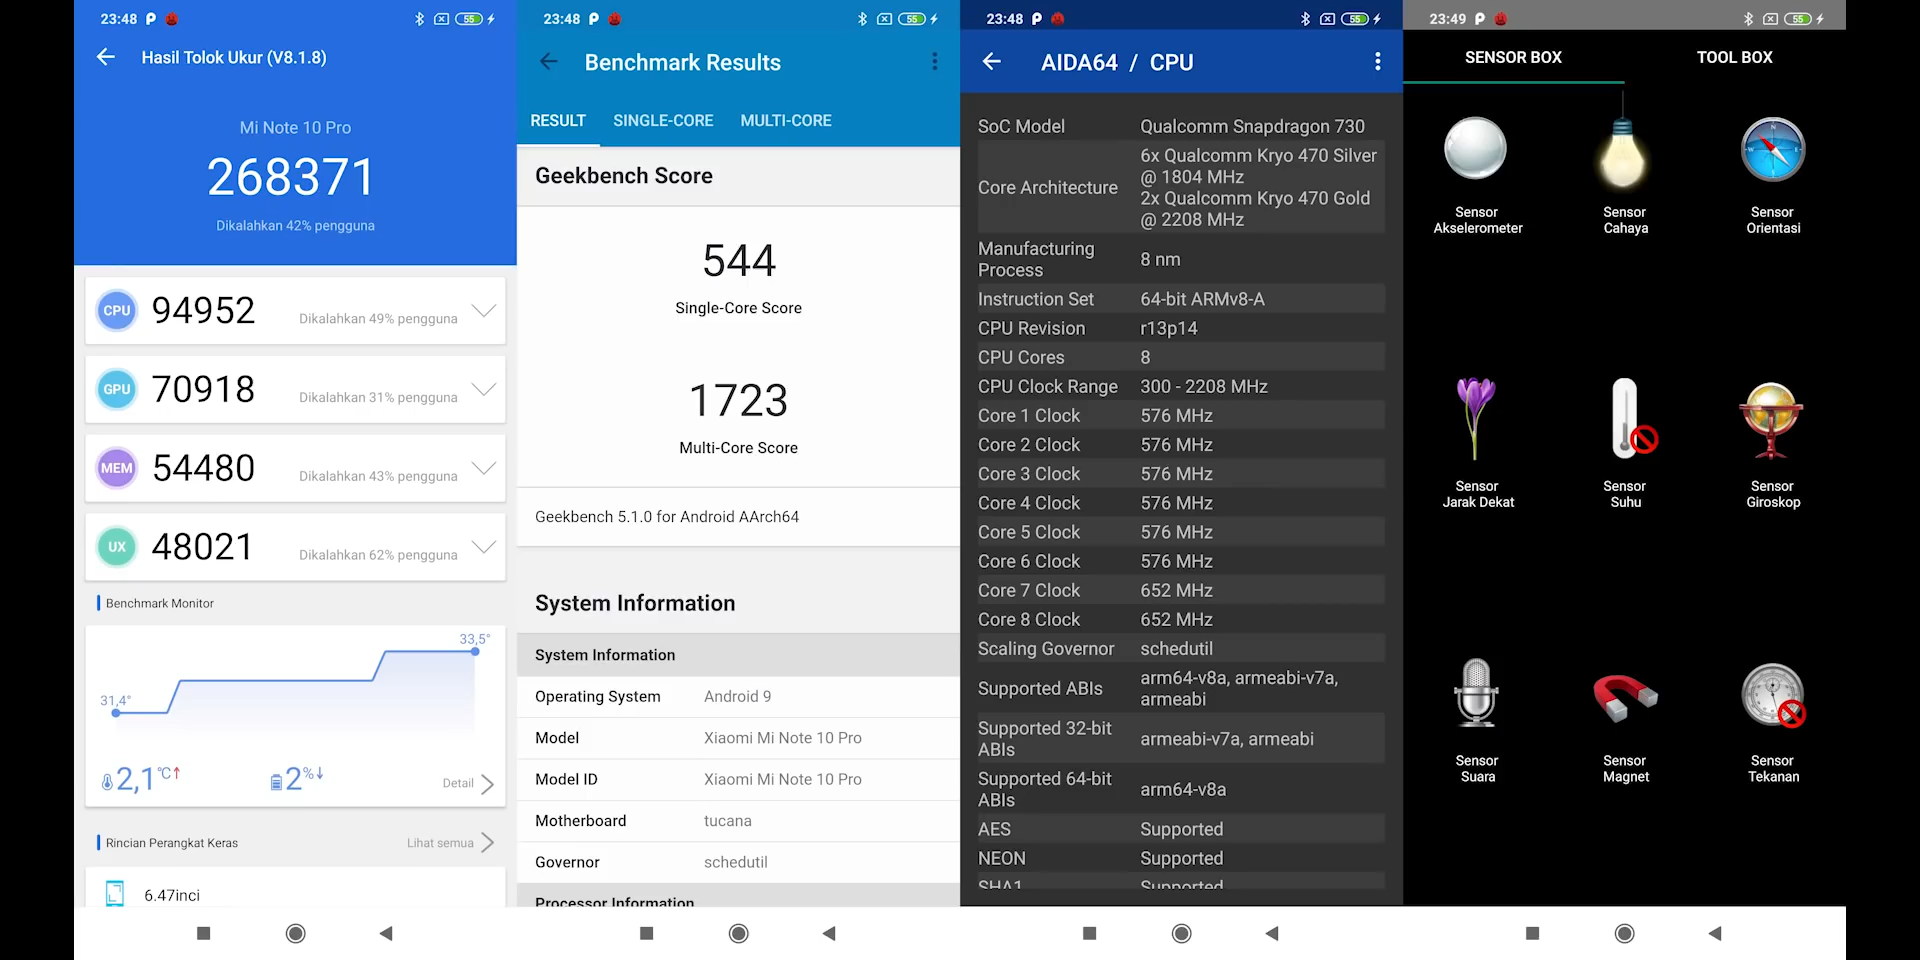 23:48
55
Hasil Tolok Ukur (V8.1.8)
Mi Note 10 Pro
268371
Dikalahkan 42% pengguna
CPU 94952 Dikalahkan 49% pengguna
GPU 70918 Dikalahkan 31% pengguna
MEM 54480 Dikalahkan 43% pengguna
UX 48021 Dikalahkan 62% pengguna
Benchmark Monitor
33,5°
31,4°
2,1°C↑ 2%↓ Detail
Rincian Perangkat Keras Lihat semua
6.47inci
23:48
55
Benchmark Results
RESULT SINGLE-CORE MULTI-CORE
Geekbench Score
544
Single-Core Score
1723
Multi-Core Score
Geekbench 5.1.0 for Android AArch64
System Information
System Information
Operating System Android 9
Model Xiaomi Mi Note 10 Pro
Model ID Xiaomi Mi Note 10 Pro
Motherboard tucana
Governor schedutil
Processor Information
23:48
55
AIDA64 / CPU
SoC Model Qualcomm Snapdragon 730
Core Architecture 6x Qualcomm Kryo 470 Silver
@ 1804 MHz
2x Qualcomm Kryo 470 Gold
@ 2208 MHz
Manufacturing
Process 8 nm
Instruction Set 64-bit ARMv8-A
CPU Revision r13p14
CPU Cores 8
CPU Clock Range 300 - 2208 MHz
Core 1 Clock 576 MHz
Core 2 Clock 576 MHz
Core 3 Clock 576 MHz
Core 4 Clock 576 MHz
Core 5 Clock 576 MHz
Core 6 Clock 576 MHz
Core 7 Clock 652 MHz
Core 8 Clock 652 MHz
Scaling Governor schedutil
Supported ABIs arm64-v8a, armeabi-v7a,
armeabi
Supported 32-bit
ABIs armeabi-v7a, armeabi
Supported 64-bit
ABIs arm64-v8a
AES Supported
NEON Supported
SHA1 Supported
23:49
55
SENSOR BOX TOOL BOX
Sensor
Akselerometer
Sensor
Cahaya
Sensor
Orientasi
Sensor
Jarak Dekat
Sensor
Suhu
Sensor
Giroskop
Sensor
Suara
Sensor
Magnet
Sensor
Tekanan